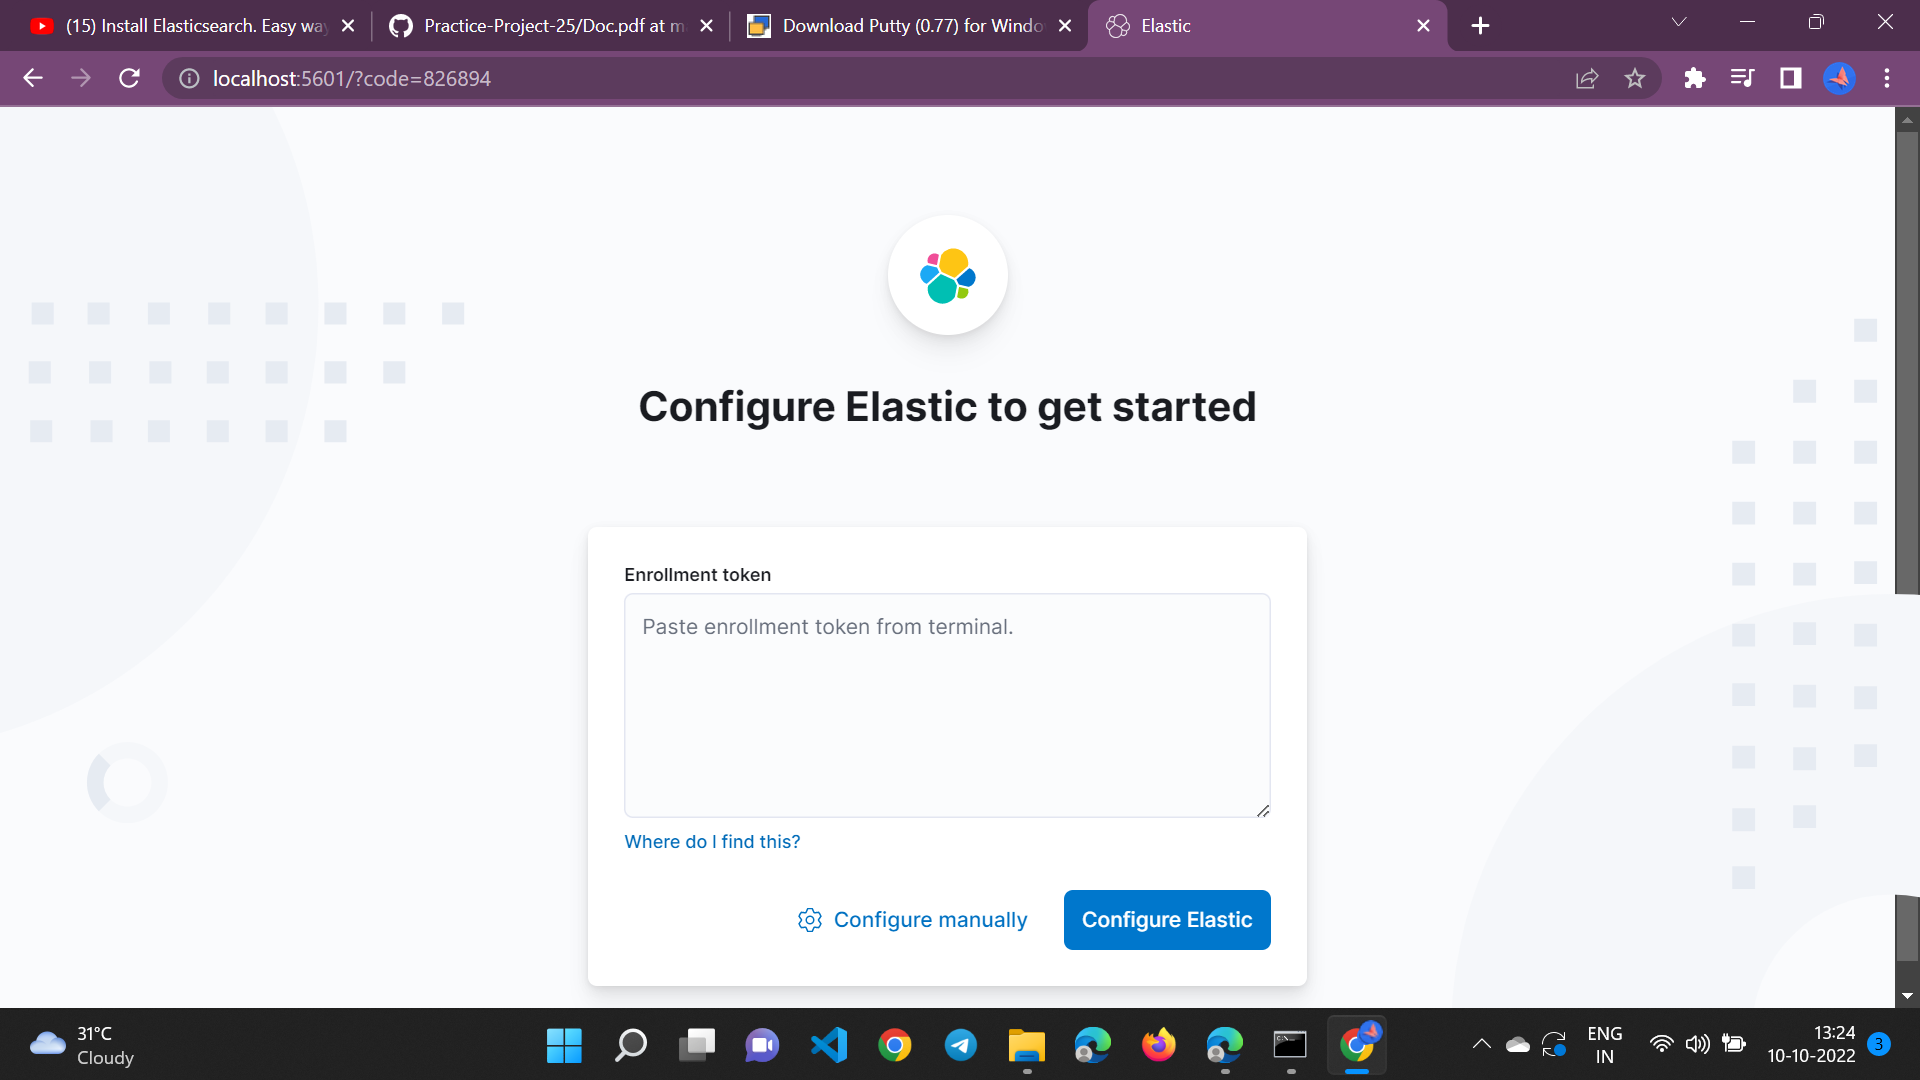 (15) Install Elasticsearch. Easy way
Practice-Project-25/Doc.pdf at m
Download Putty (0.77) for Windo
Elastic
localhost:5601/?code=826894
Configure Elastic to get started
Enrollment token
Paste enrollment token from terminal.
Where do I find this?
Configure manually
Configure Elastic
31°C
Cloudy
ENG
IN
13:24
10-10-2022
3